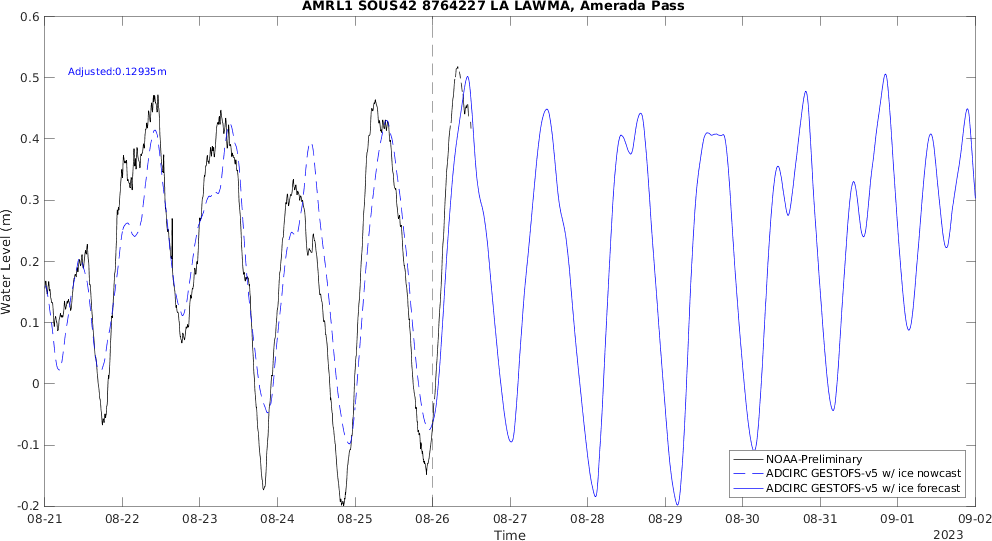 AMRL1 SOUS42 8764227 LA LAWMA, Amerada Pass
0.6
0.5
0.4
0.3
0.2
0.1
0
-0.1
-0.2
Water Level (m)
Adjusted:0.12935m
NOAA-Preliminary
ADCIRC GESTOFS-v5 w/ ice nowcast
ADCIRC GESTOFS-v5 w/ ice forecast
08-21 08-22 08-23 08-24 08-25 08-26 08-27 08-28 08-29 08-30 08-31 09-01 09-02
Time
2023